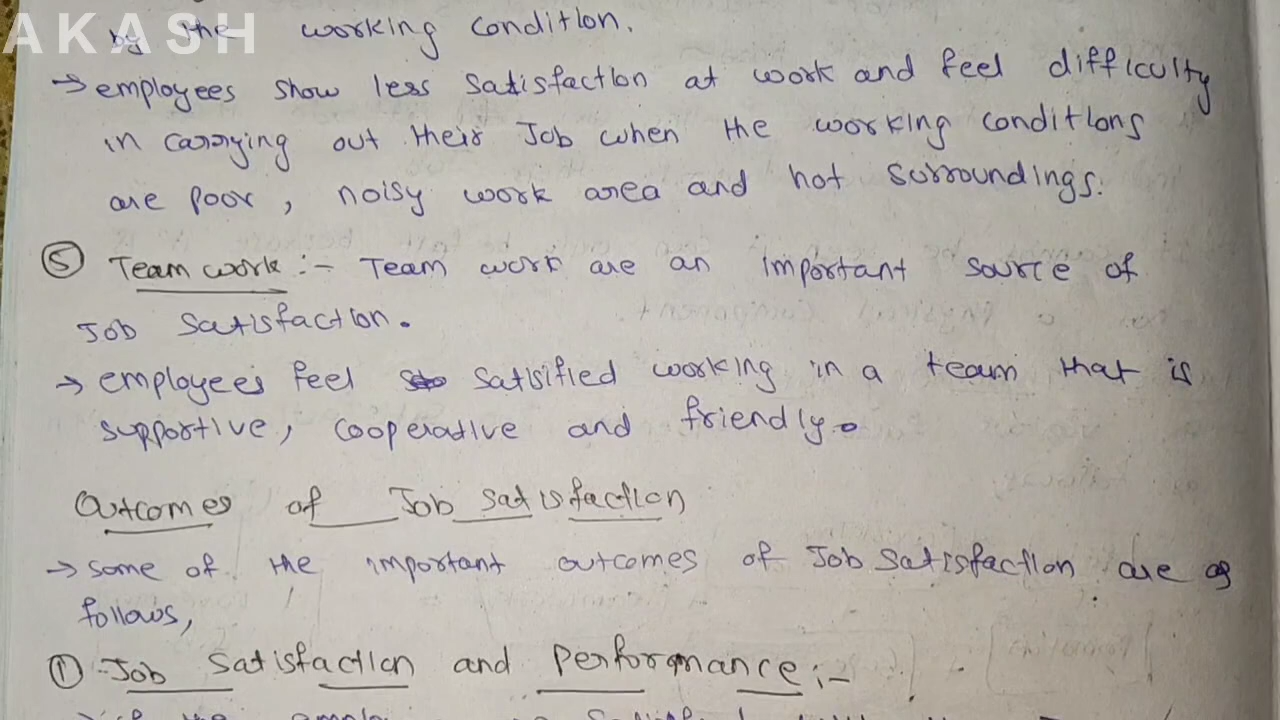 AKASH
by the working condition.
→ employees show less satisfaction at work and feel difficulty
in carrying out their Job when the working conditions
are poor, noisy work area and hot surroundings.
⑤ Team work :- Team work are an important source of
Job Satisfaction.
→ employees feel satisified working in a team that is
supportive, cooperative and friendly.
Outcomes of Job satisfaction
→ some of the important outcomes of Job satisfaction are as
follows,
① Job satisfaction and performance :-